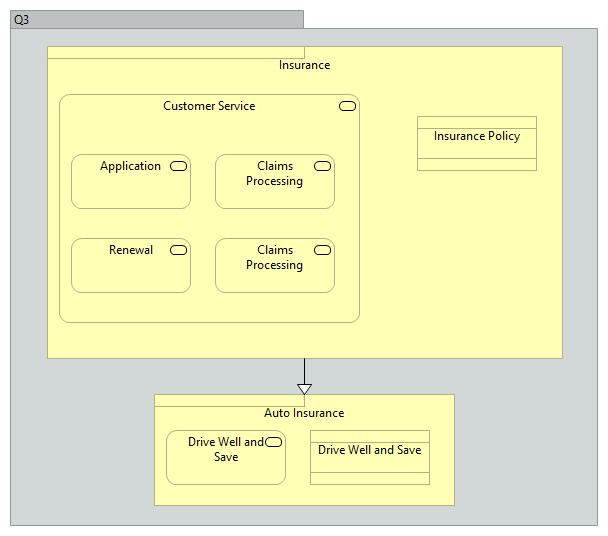 Q3
Insurance
Customer Service
Insurance Policy
Application
Claims
Processing
Renewal
Claims
Processing
Auto Insurance
Drive Well and
Save
Drive Well and Save